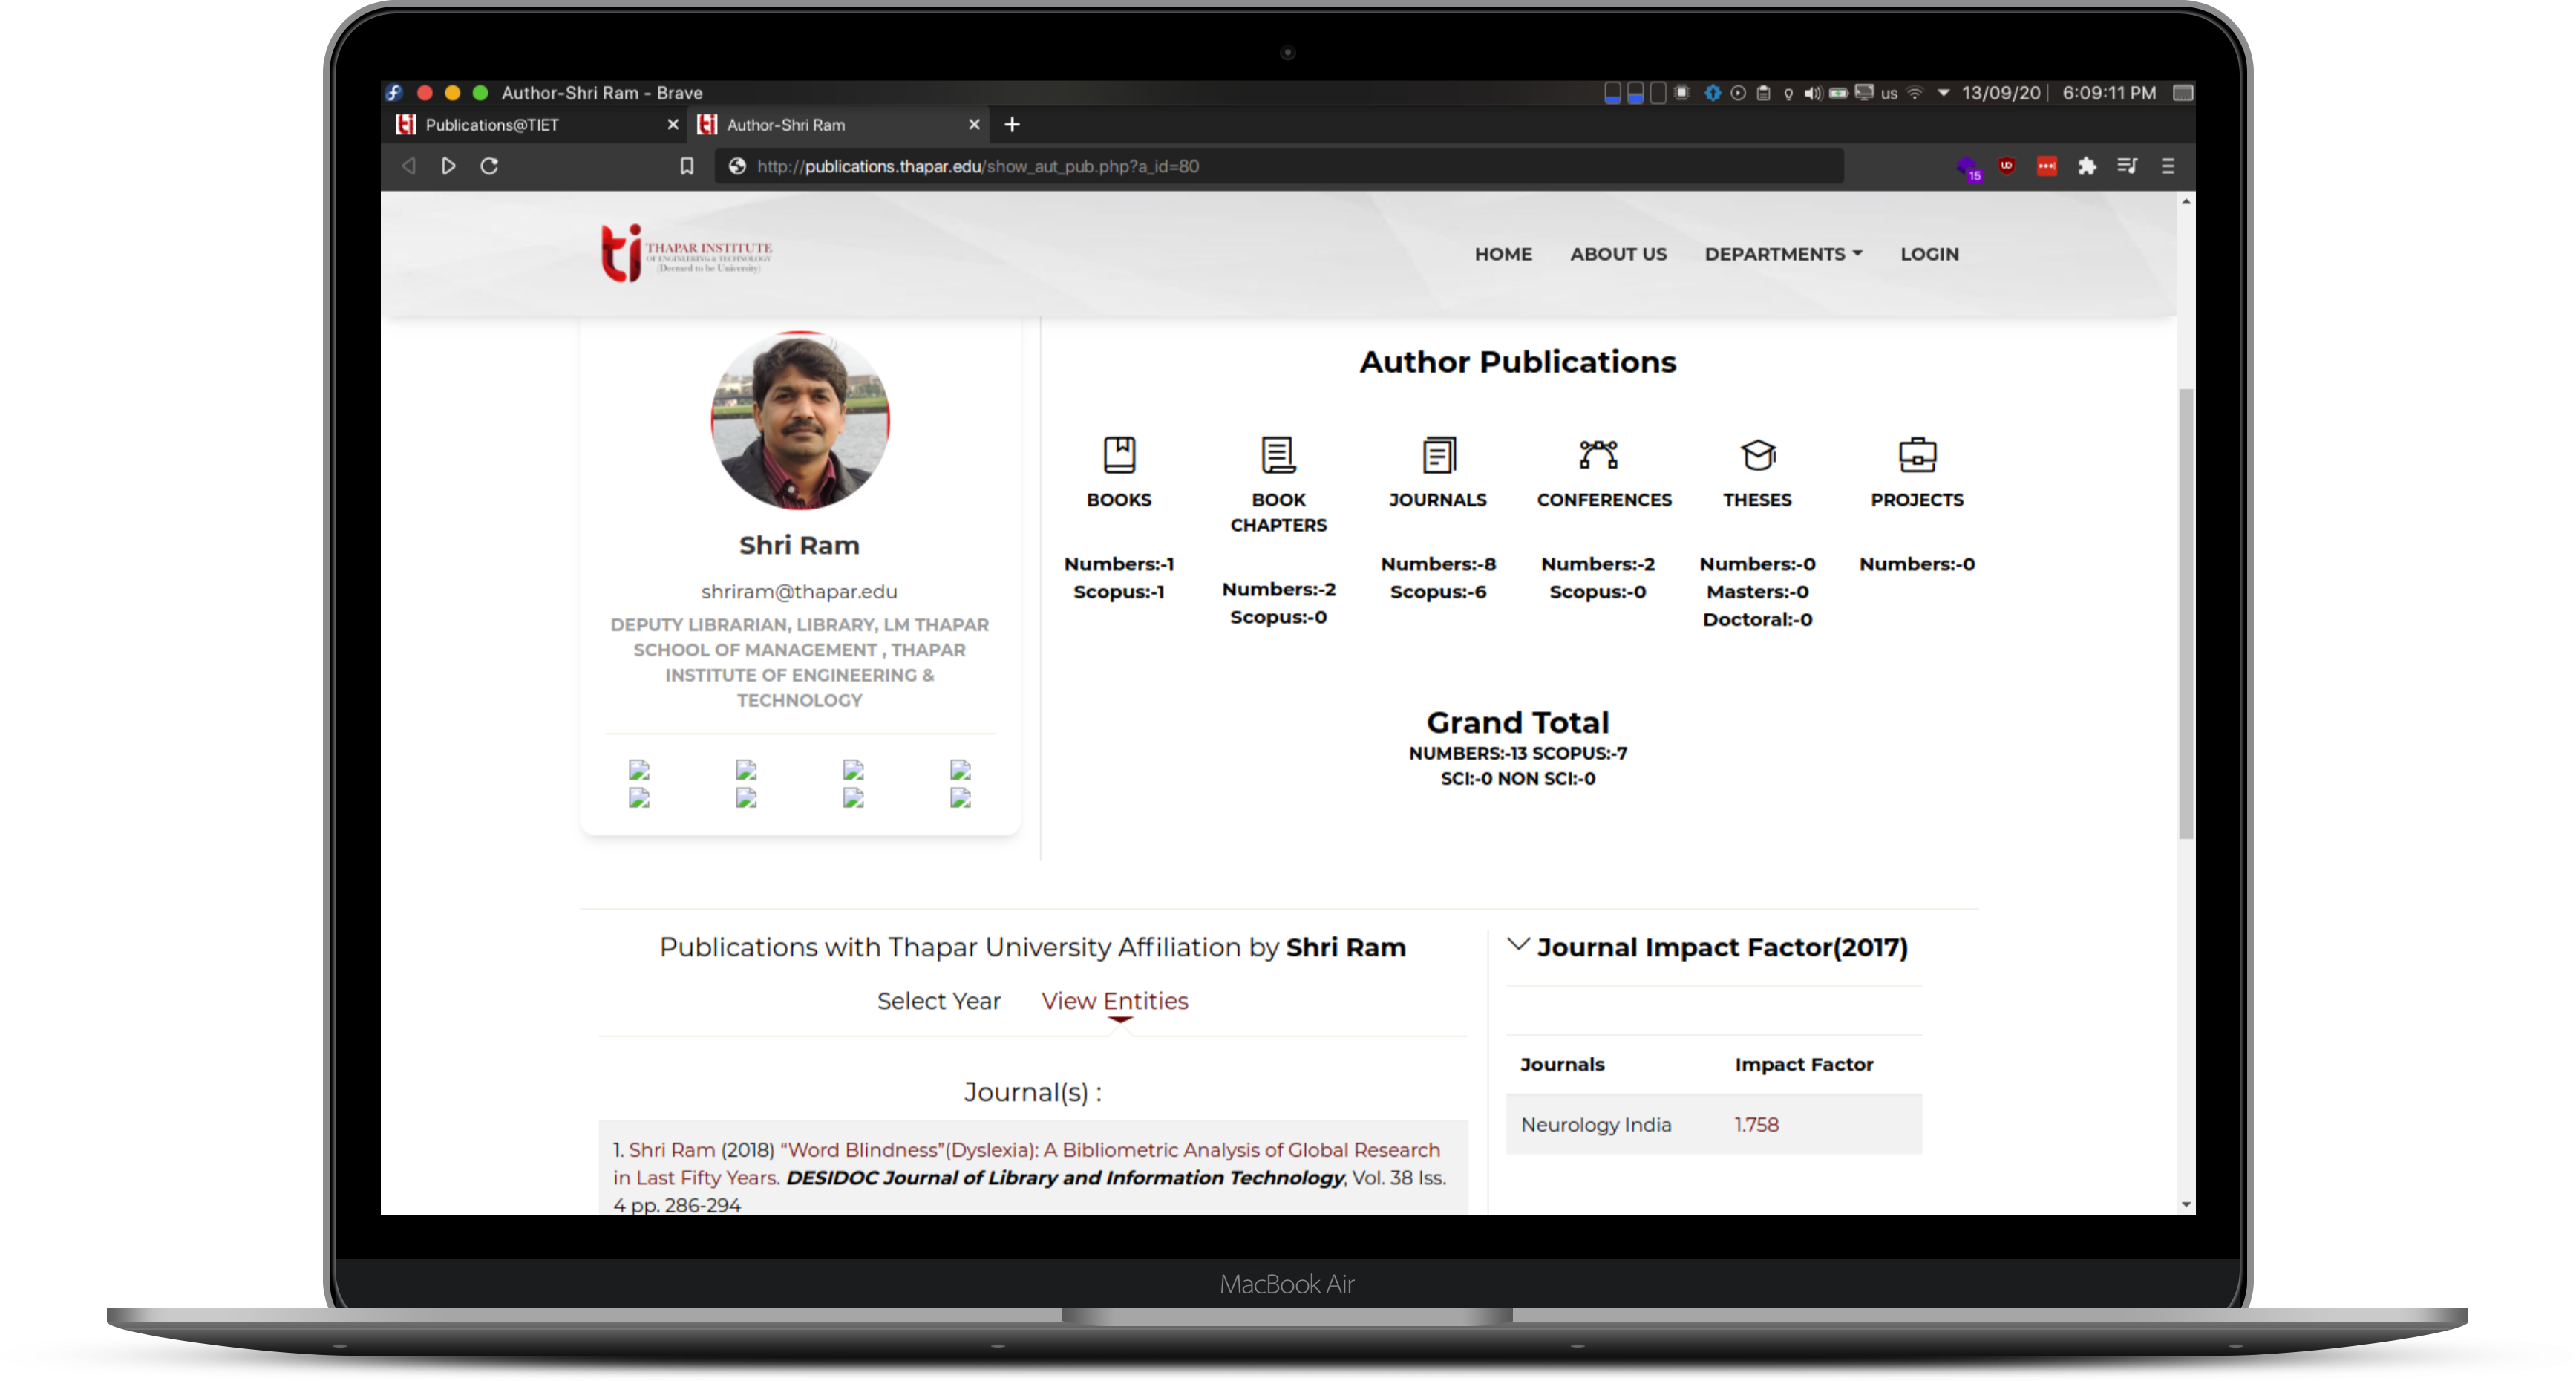 Author-Shri Ram - Brave
us
13/09/20
6:09:11 PM
Publications@TIET
Author-Shri Ram
http://publications.thapar.edu/show_aut_pub.php?a_id=80
15
THAPAR INSTITUTE
OF ENGINEERING & TECHNOLOGY
(Deemed to be University)
HOME
ABOUT US
DEPARTMENTS
LOGIN
Shri Ram
shriram@thapar.edu
DEPUTY LIBRARIAN, LIBRARY, LM THAPAR
SCHOOL OF MANAGEMENT , THAPAR
INSTITUTE OF ENGINEERING &
TECHNOLOGY
Author Publications
BOOKS
Numbers:-1
Scopus:-1
BOOK
CHAPTERS
Numbers:-2
Scopus:-0
JOURNALS
Numbers:-8
Scopus:-6
CONFERENCES
Numbers:-2
Scopus:-0
THESES
Numbers:-0
Masters:-0
Doctoral:-0
PROJECTS
Numbers:-0
Grand Total
NUMBERS:-13 SCOPUS:-7
SCI:-0 NON SCI:-0
Publications with Thapar University Affiliation by Shri Ram
Select Year
View Entities
Journal(s) :
1. Shri Ram (2018) “Word Blindness”(Dyslexia): A Bibliometric Analysis of Global Research
in Last Fifty Years. DESIDOC Journal of Library and Information Technology, Vol. 38 Iss.
4 pp. 286-294
Journal Impact Factor(2017)
Journals
Impact Factor
Neurology India
1.758
MacBook Air